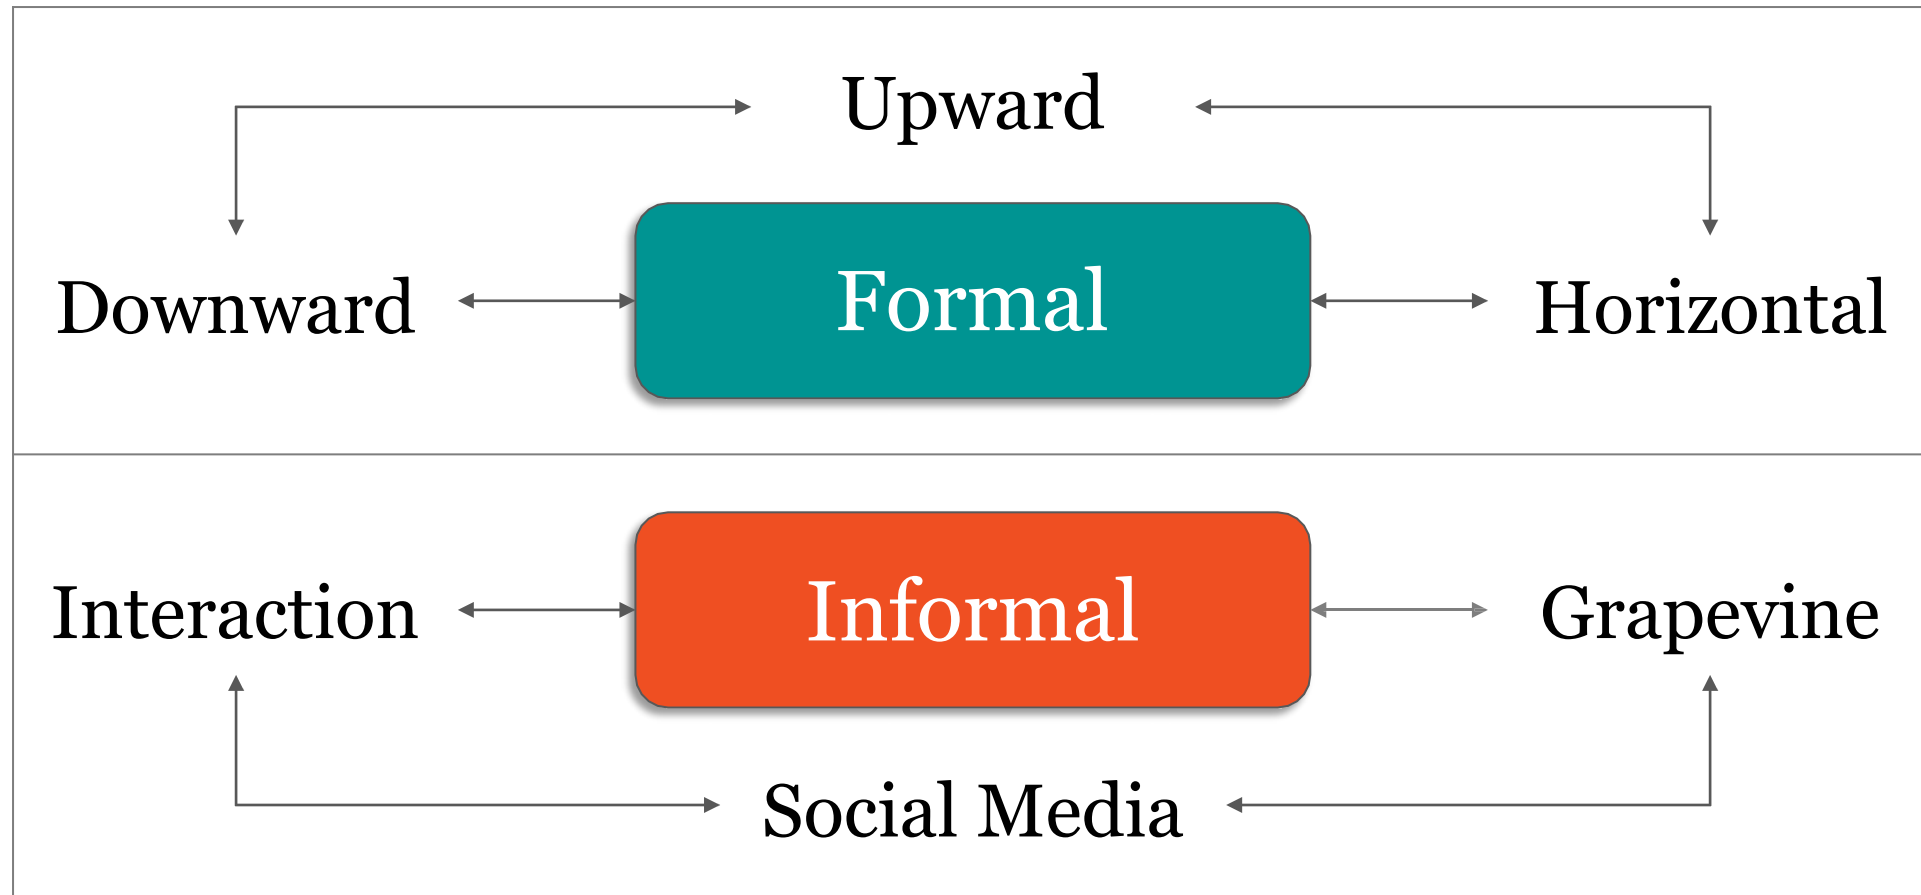 Upward
Downward
Formal
Horizontal
Interaction
Informal
Grapevine
Social Media